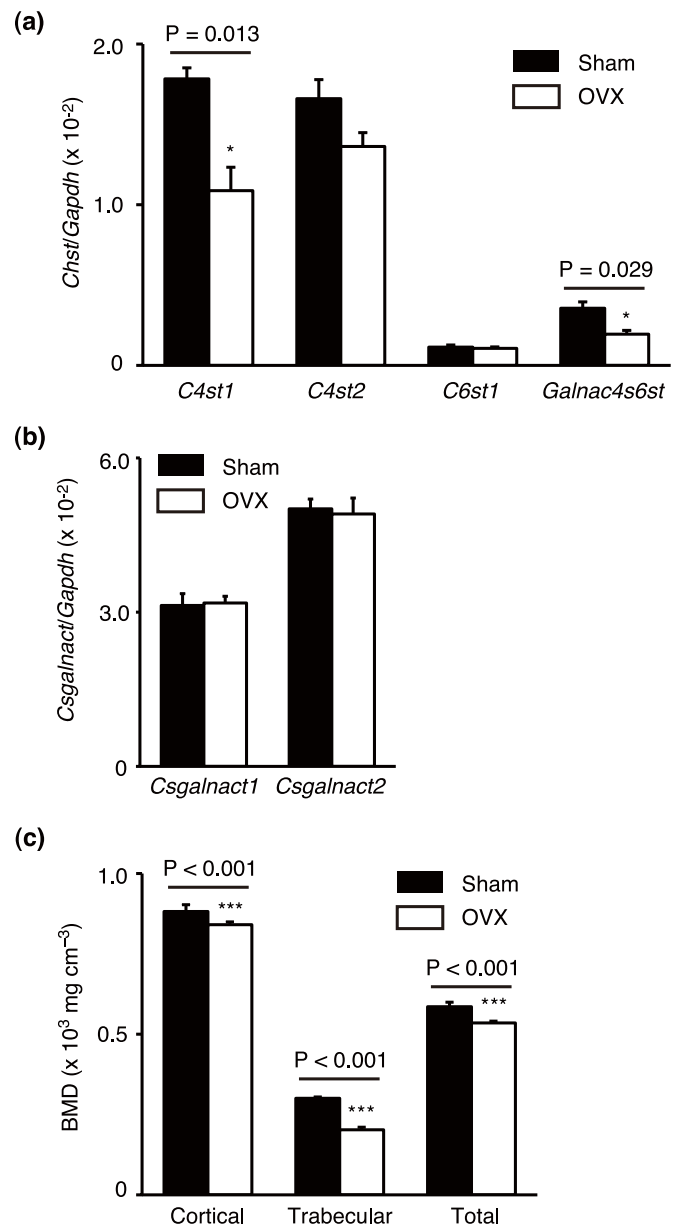 (a)
P = 0.013
2.0
1.0
0
Chst/Gapdh (x 10-2)
*
Sham
OVX
P = 0.029
*
C4st1 C4st2 C6st1 Galnac4s6st
(b)
6.0
3.0
0
Csgalnact/Gapdh (x 10-2)
Sham
OVX
Csgalnact1 Csgalnact2
(c)
1.0
0.5
0
BMD (x 10³ mg cm⁻³)
P < 0.001
***
Sham
OVX
P < 0.001
***
P < 0.001
***
Cortical Trabecular Total